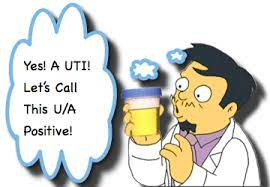 Yes! A UTI!
Let's Call
This U/A
Positive!